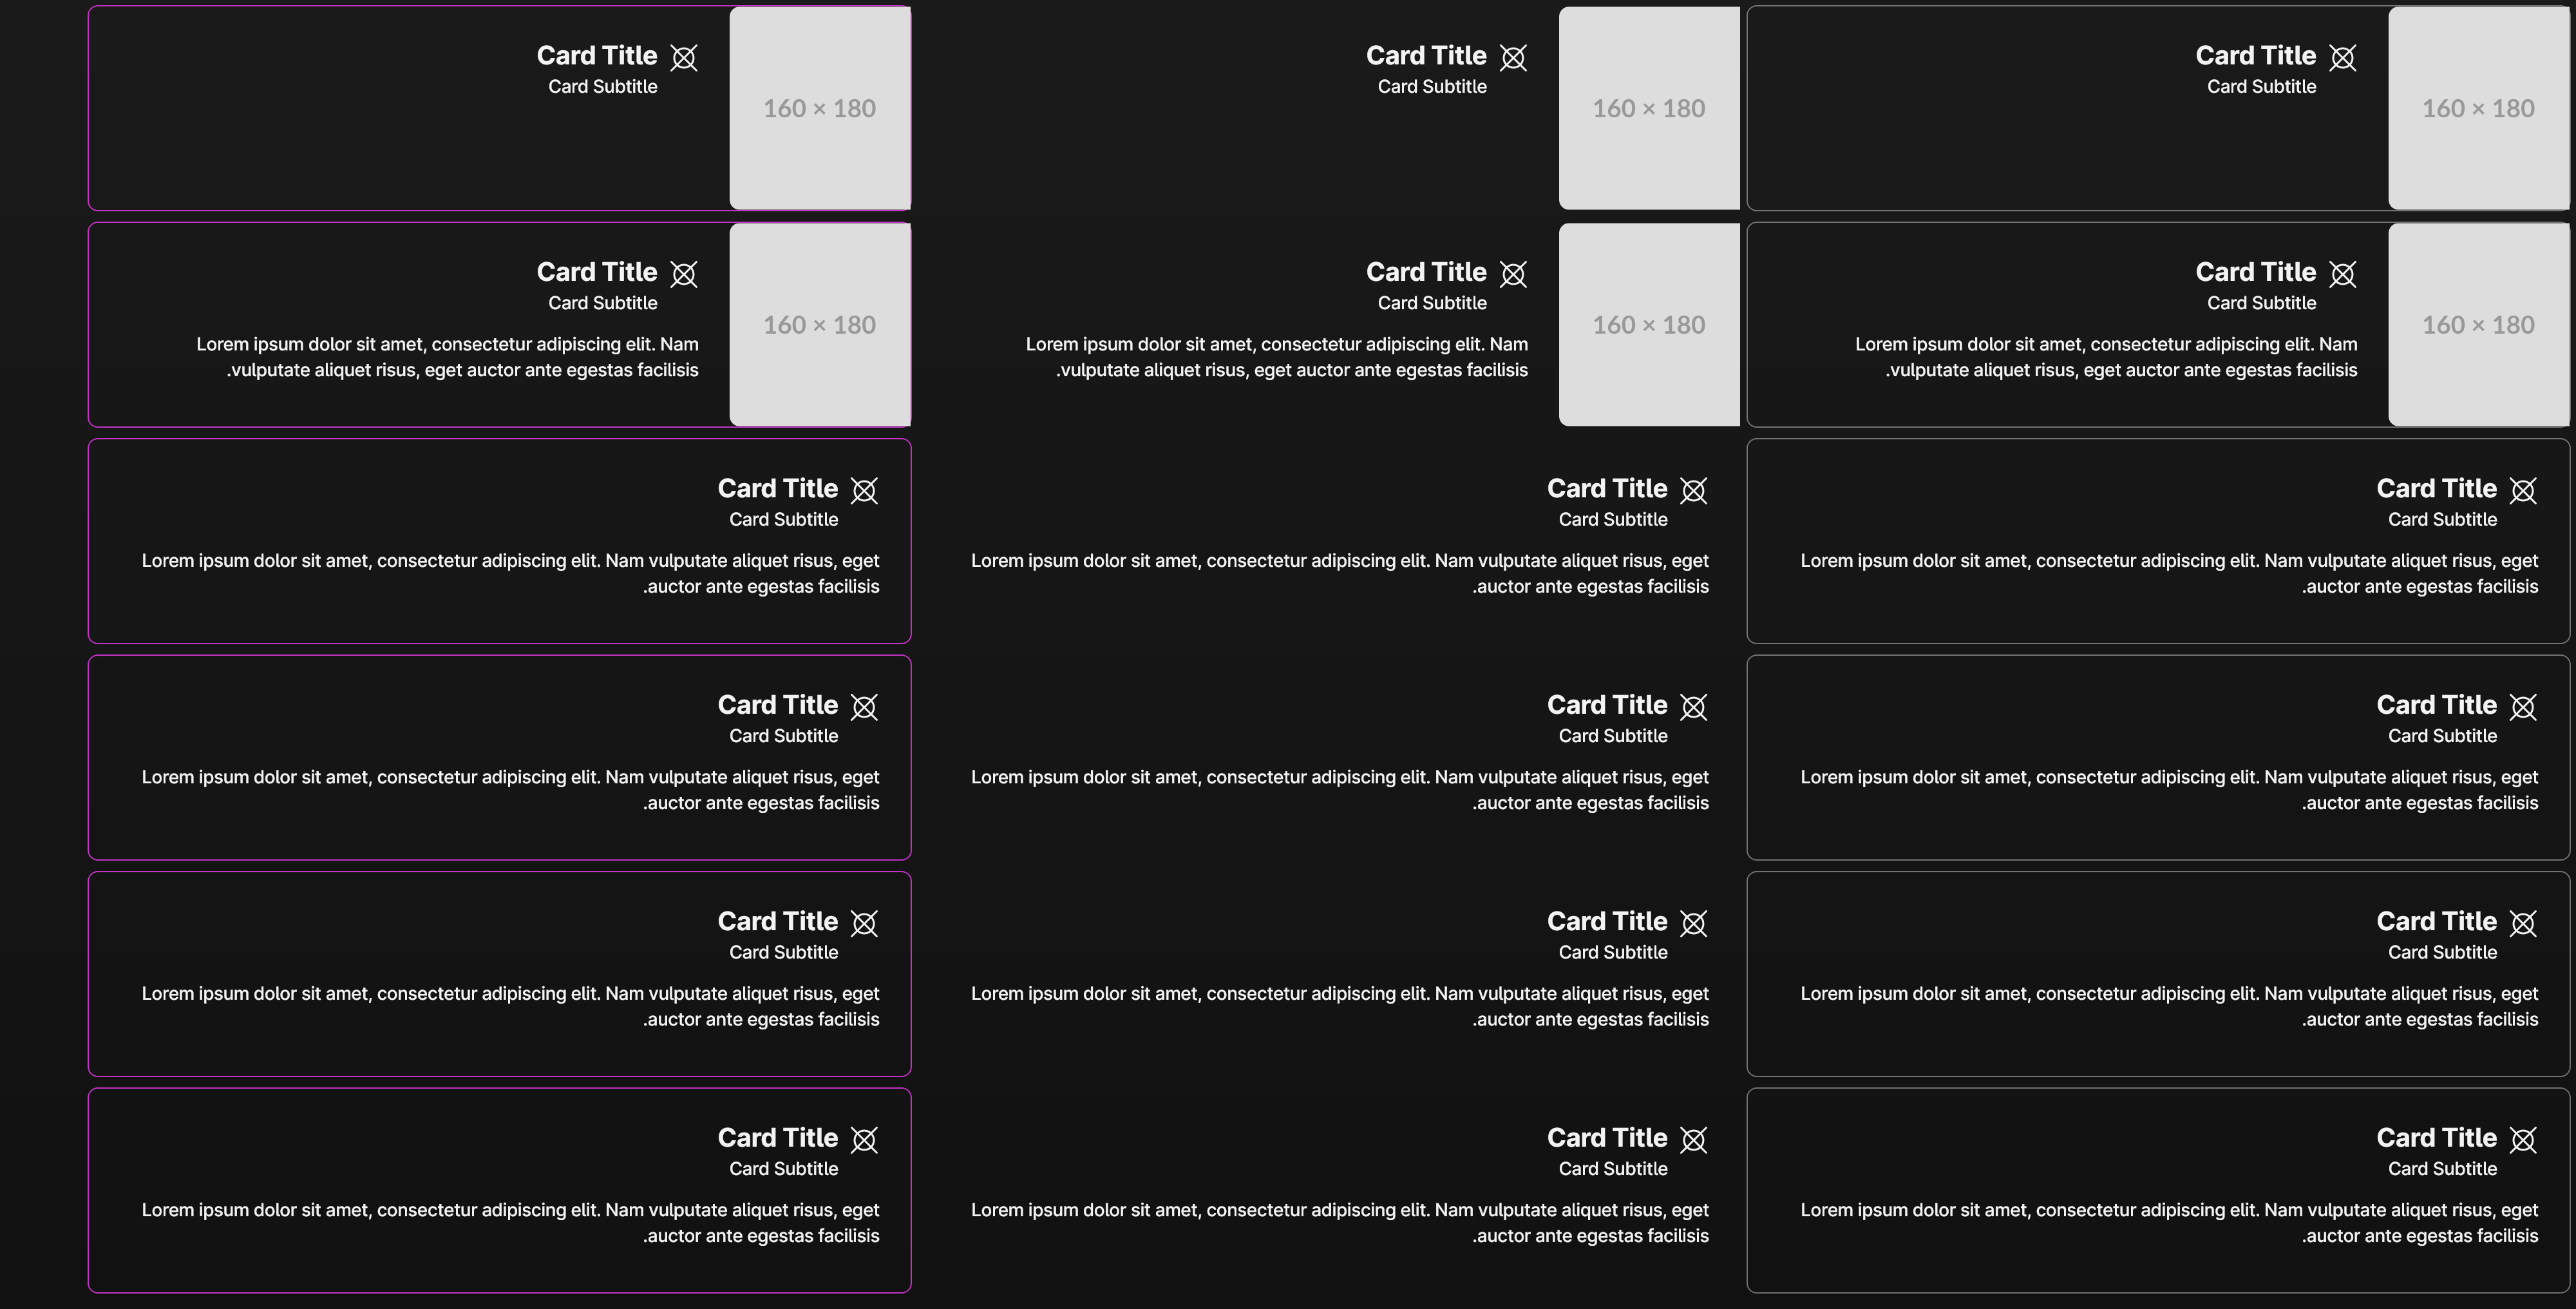 Card Title
Card Subtitle
160 × 180
Card Title
Card Subtitle
160 × 180
Card Title
Card Subtitle
160 × 180
Card Title
Card Subtitle
Lorem ipsum dolor sit amet, consectetur adipiscing elit. Nam
.vulputate aliquet risus, eget auctor ante egestas facilisis
160 × 180
Card Title
Card Subtitle
Lorem ipsum dolor sit amet, consectetur adipiscing elit. Nam
.vulputate aliquet risus, eget auctor ante egestas facilisis
160 × 180
Card Title
Card Subtitle
Lorem ipsum dolor sit amet, consectetur adipiscing elit. Nam
.vulputate aliquet risus, eget auctor ante egestas facilisis
160 × 180
Card Title
Card Subtitle
Lorem ipsum dolor sit amet, consectetur adipiscing elit. Nam vulputate aliquet risus, eget
.auctor ante egestas facilisis
Card Title
Card Subtitle
Lorem ipsum dolor sit amet, consectetur adipiscing elit. Nam vulputate aliquet risus, eget
.auctor ante egestas facilisis
Card Title
Card Subtitle
Lorem ipsum dolor sit amet, consectetur adipiscing elit. Nam vulputate aliquet risus, eget
.auctor ante egestas facilisis
Card Title
Card Subtitle
Lorem ipsum dolor sit amet, consectetur adipiscing elit. Nam vulputate aliquet risus, eget
.auctor ante egestas facilisis
Card Title
Card Subtitle
Lorem ipsum dolor sit amet, consectetur adipiscing elit. Nam vulputate aliquet risus, eget
.auctor ante egestas facilisis
Card Title
Card Subtitle
Lorem ipsum dolor sit amet, consectetur adipiscing elit. Nam vulputate aliquet risus, eget
.auctor ante egestas facilisis
Card Title
Card Subtitle
Lorem ipsum dolor sit amet, consectetur adipiscing elit. Nam vulputate aliquet risus, eget
.auctor ante egestas facilisis
Card Title
Card Subtitle
Lorem ipsum dolor sit amet, consectetur adipiscing elit. Nam vulputate aliquet risus, eget
.auctor ante egestas facilisis
Card Title
Card Subtitle
Lorem ipsum dolor sit amet, consectetur adipiscing elit. Nam vulputate aliquet risus, eget
.auctor ante egestas facilisis
Card Title
Card Subtitle
Lorem ipsum dolor sit amet, consectetur adipiscing elit. Nam vulputate aliquet risus, eget
.auctor ante egestas facilisis
Card Title
Card Subtitle
Lorem ipsum dolor sit amet, consectetur adipiscing elit. Nam vulputate aliquet risus, eget
.auctor ante egestas facilisis
Card Title
Card Subtitle
Lorem ipsum dolor sit amet, consectetur adipiscing elit. Nam vulputate aliquet risus, eget
.auctor ante egestas facilisis